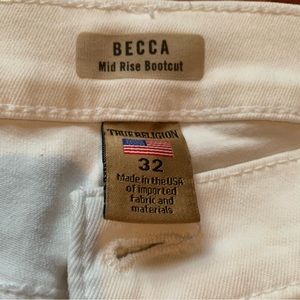 BECCA
Mid Rise Bootcut
TRUE RELIGION
32
Made in the USA
of imported
fabric and
materials